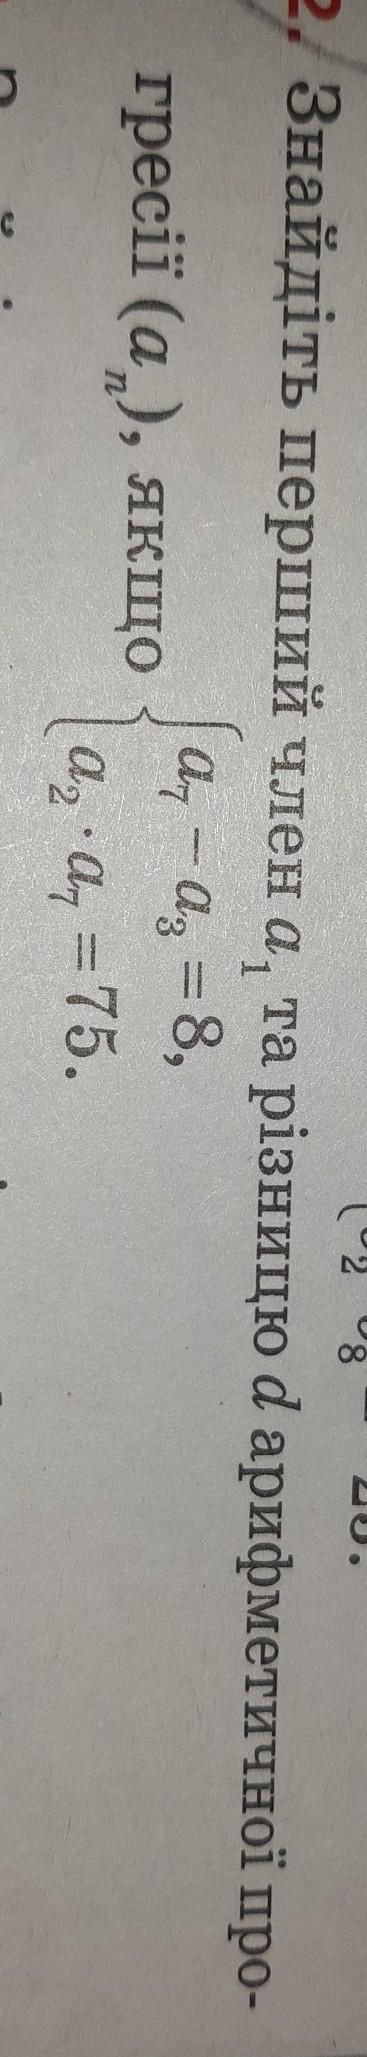 2. Знайдіть перший член a₁ та різницю d арифметичної про-
гресії (aₙ), якщо { a₇ − a₃ = 8,
a₂ · a₇ = 75.